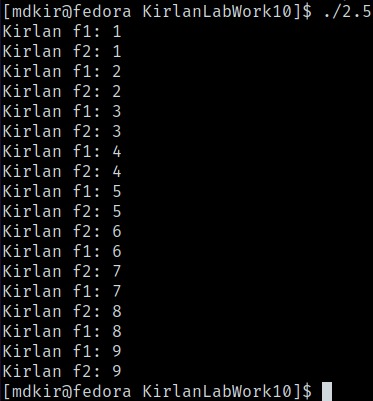 [mdkir@fedora KirlanLabWork10]$ ./2.5
Kirlan f1: 1
Kirlan f2: 1
Kirlan f1: 2
Kirlan f2: 2
Kirlan f1: 3
Kirlan f2: 3
Kirlan f1: 4
Kirlan f2: 4
Kirlan f1: 5
Kirlan f2: 5
Kirlan f2: 6
Kirlan f1: 6
Kirlan f2: 7
Kirlan f1: 7
Kirlan f2: 8
Kirlan f1: 8
Kirlan f1: 9
Kirlan f2: 9
[mdkir@fedora KirlanLabWork10]$